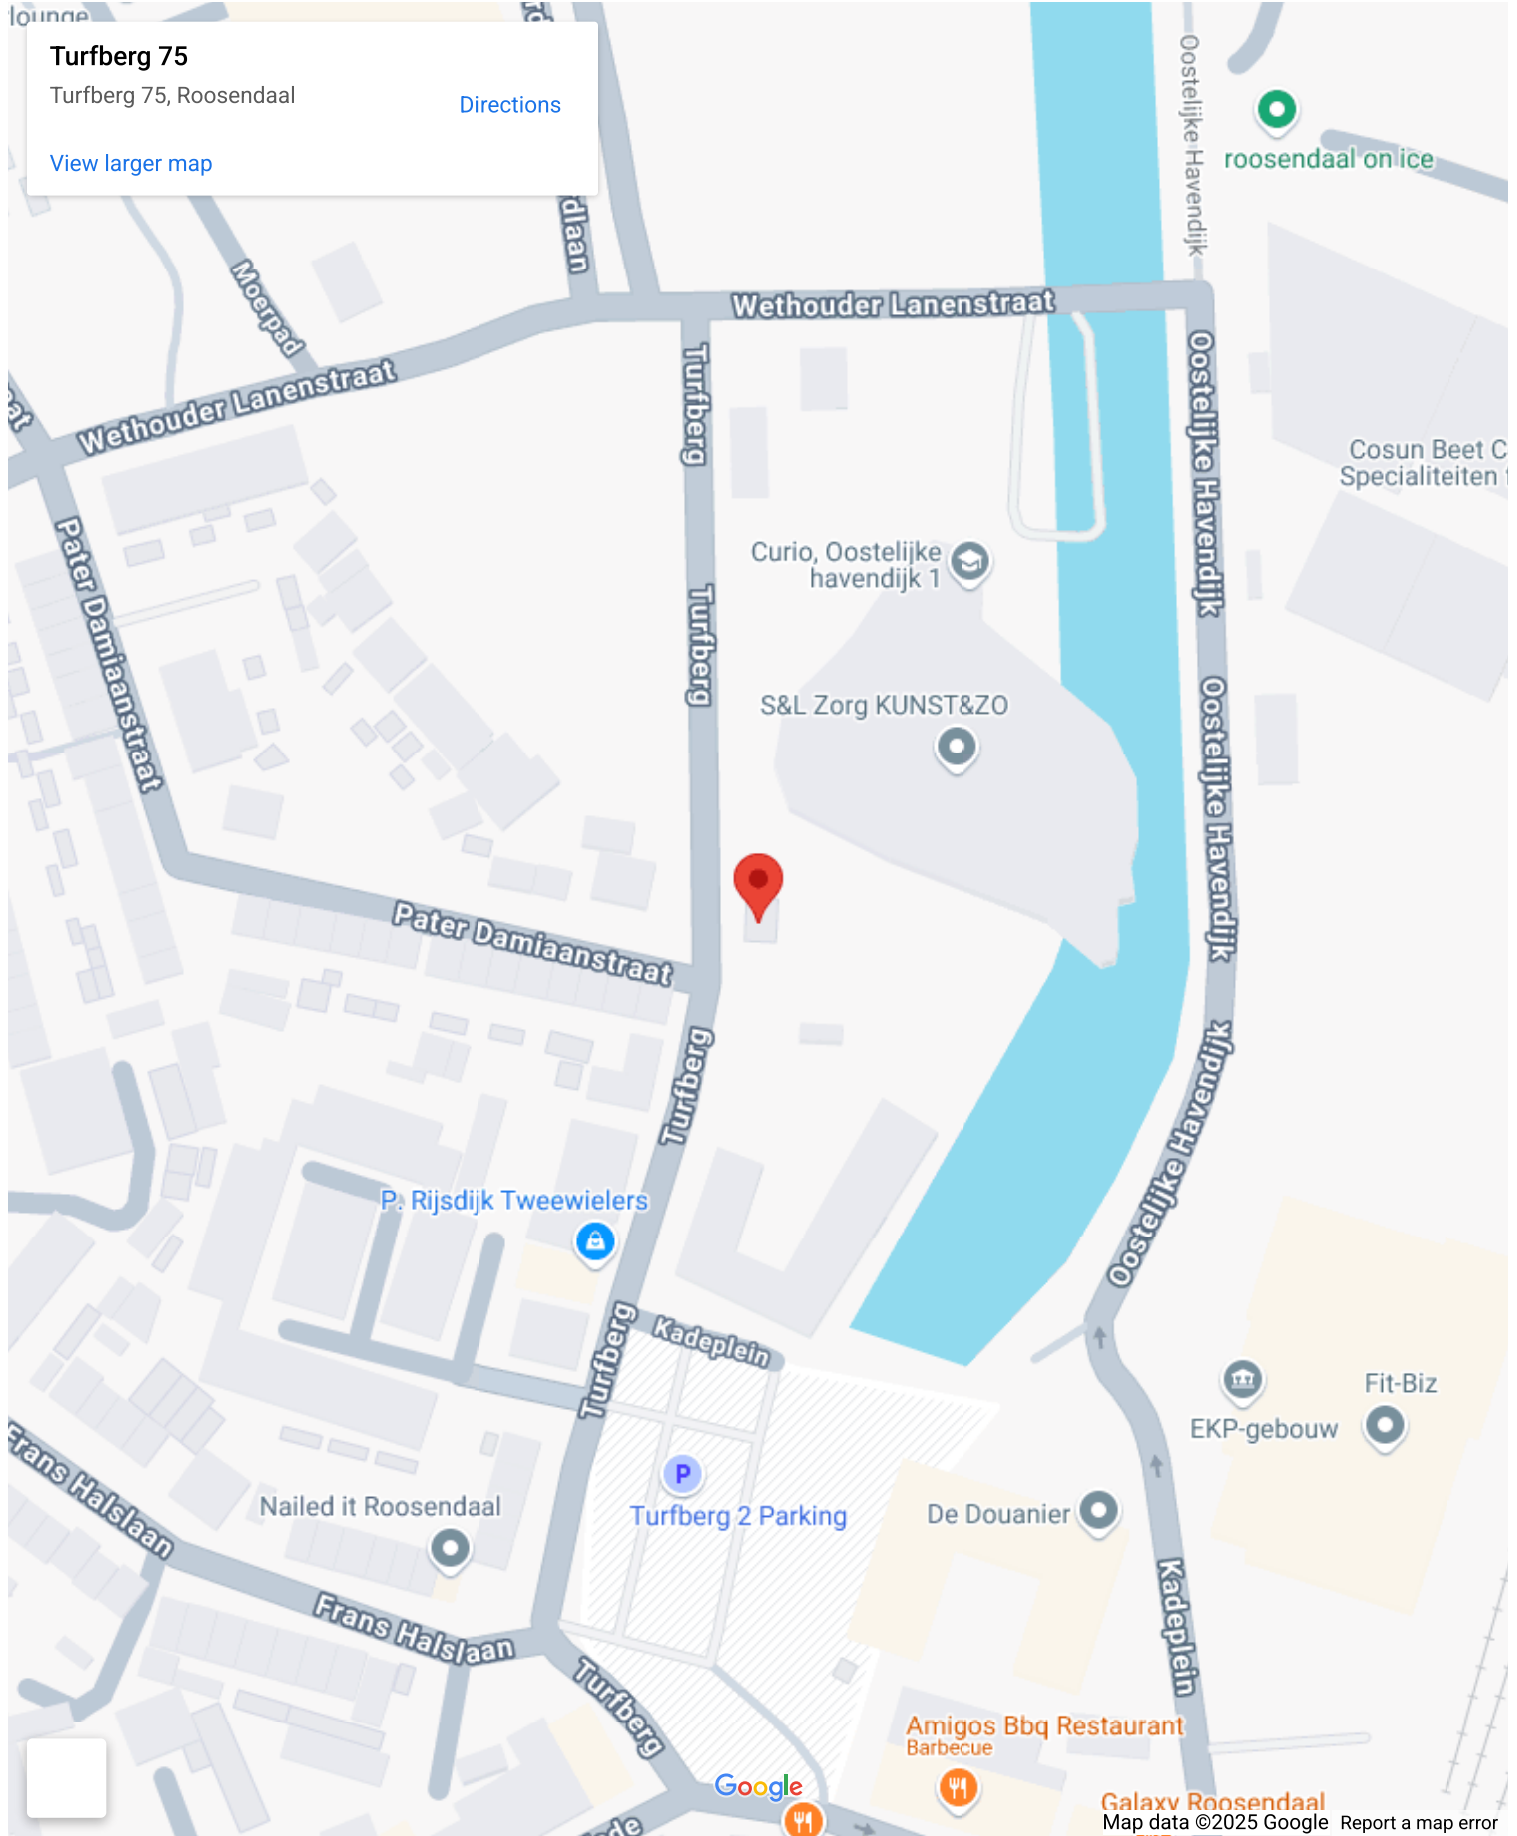 lounge
Turfberg 75
Turfberg 75, Roosendaal
Directions
View larger map
Oostelijke Havendijk
roosendaal on ice
dlaan
Moerpad
Wethouder Lanenstraat
Wethouder Lanenstraat
Turfberg
Oostelijke Havendijk
Cosun Beet C
Specialiteiten
Pater Damiaanstraat
Curio, Oostelijke
havendijk 1
Turfberg
S&L Zorg KUNST&ZO
Oostelijke Havendijk
Pater Damiaanstraat
Turfberg
Oostelijke Havendijk
P. Rijsdijk Tweewielers
Turfberg
Kadeplein
EKP-gebouw
Fit-Biz
Frans Halslaan
Nailed it Roosendaal
P
Turfberg 2 Parking
De Douanier
Kadeplein
Frans Halslaan
Turfberg
Amigos Bbq Restaurant
Barbecue
Google
Galaxy Roosendaal
Map data ©2025 Google
Report a map error